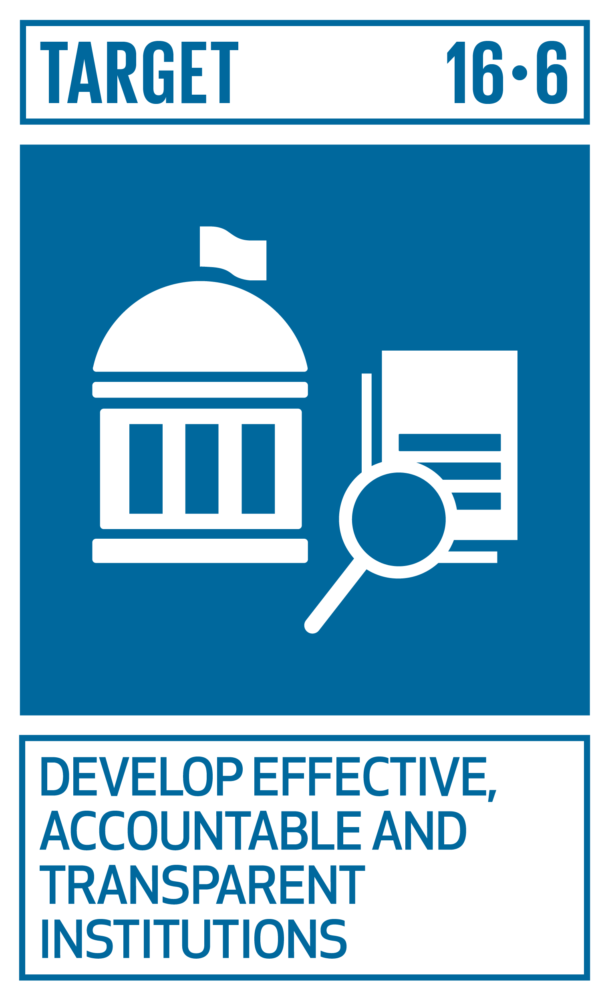 TARGET 16·6
DEVELOP EFFECTIVE,
ACCOUNTABLE AND
TRANSPARENT
INSTITUTIONS